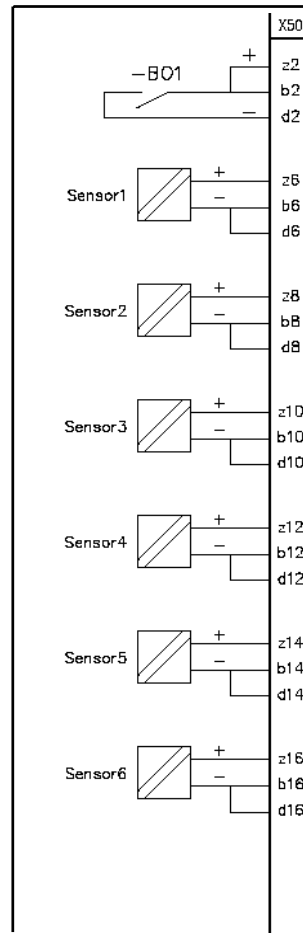 X50
+ z2
-BO1
b2
- d2
+ z6
Sensor1 - b6
d6
+ z8
Sensor2 - b8
d8
+ z10
Sensor3 - b10
d10
+ z12
Sensor4 - b12
d12
+ z14
Sensor5 - b14
d14
+ z16
Sensor6 - b16
d16